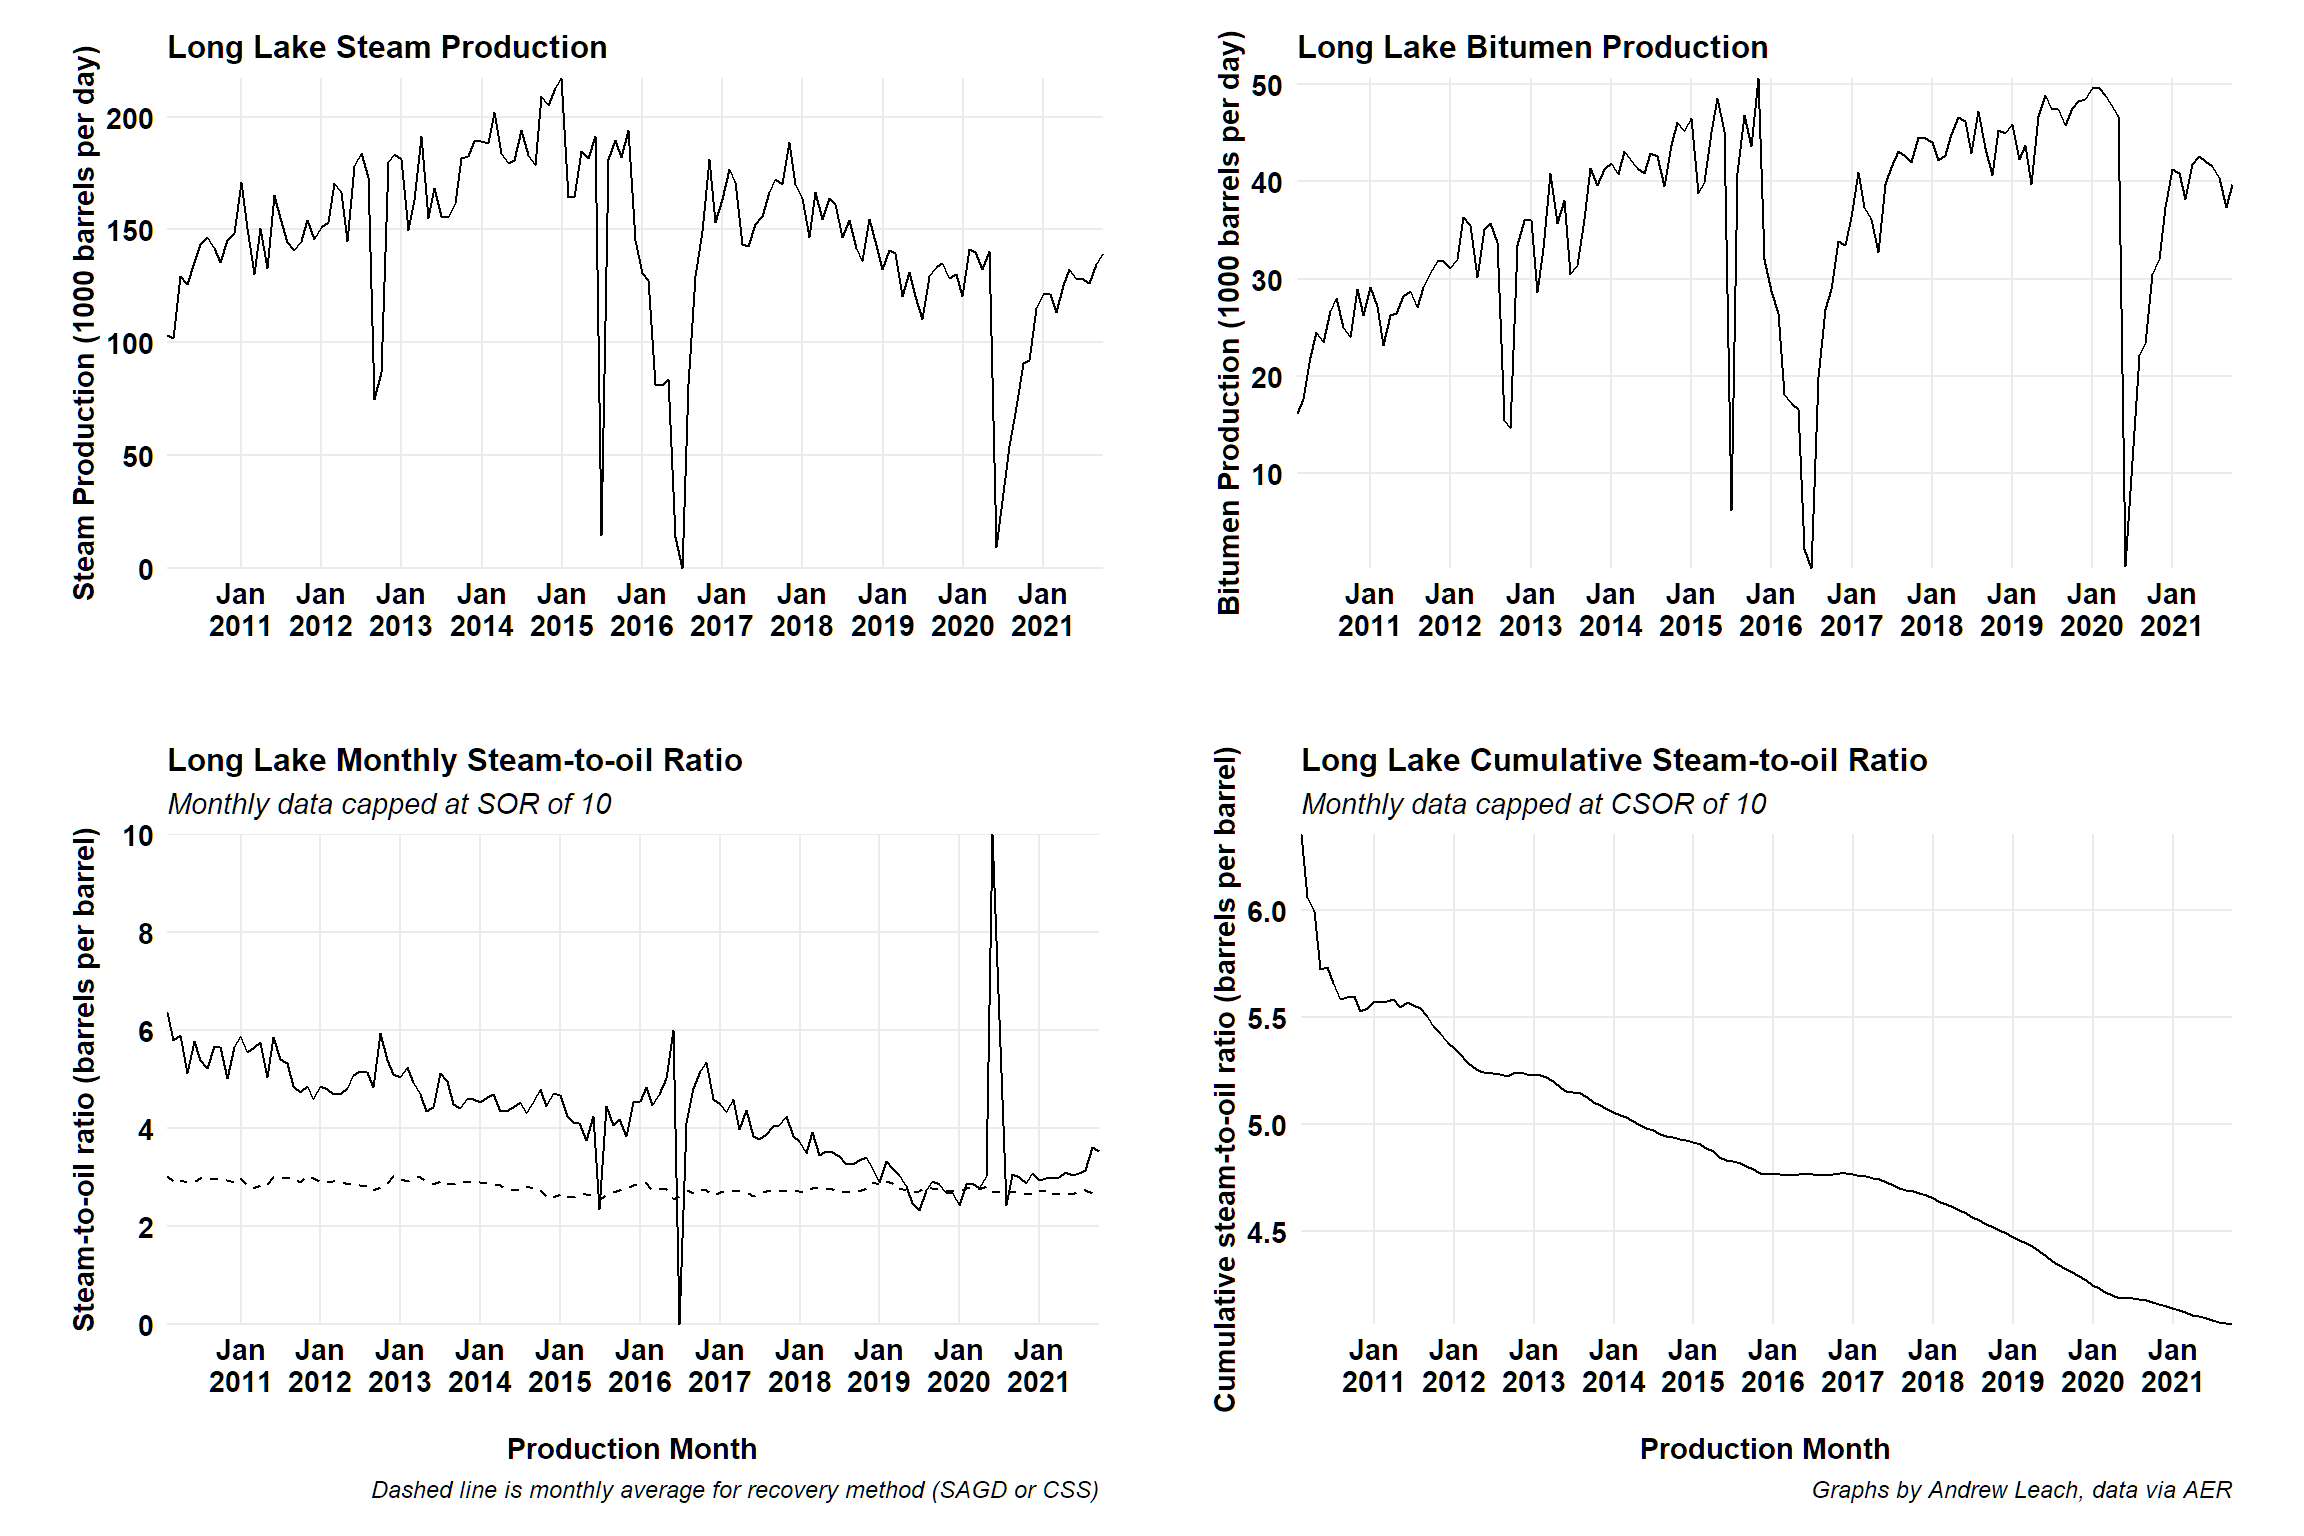 Long Lake Steam Production
Steam Production (1000 barrels per day)
200
150
100
50
0
Jan Jan Jan Jan Jan Jan Jan Jan Jan Jan Jan
2011 2012 2013 2014 2015 2016 2017 2018 2019 2020 2021
Long Lake Bitumen Production
Bitumen Production (1000 barrels per day)
50
40
30
20
10
Jan Jan Jan Jan Jan Jan Jan Jan Jan Jan Jan
2011 2012 2013 2014 2015 2016 2017 2018 2019 2020 2021
Long Lake Monthly Steam-to-oil Ratio
Monthly data capped at SOR of 10
Steam-to-oil ratio (barrels per barrel)
10
8
6
4
2
0
Jan Jan Jan Jan Jan Jan Jan Jan Jan Jan Jan
2011 2012 2013 2014 2015 2016 2017 2018 2019 2020 2021
Production Month
Dashed line is monthly average for recovery method (SAGD or CSS)
Long Lake Cumulative Steam-to-oil Ratio
Monthly data capped at CSOR of 10
Cumulative steam-to-oil ratio (barrels per barrel)
6.0
5.5
5.0
4.5
Jan Jan Jan Jan Jan Jan Jan Jan Jan Jan Jan
2011 2012 2013 2014 2015 2016 2017 2018 2019 2020 2021
Production Month
Graphs by Andrew Leach, data via AER